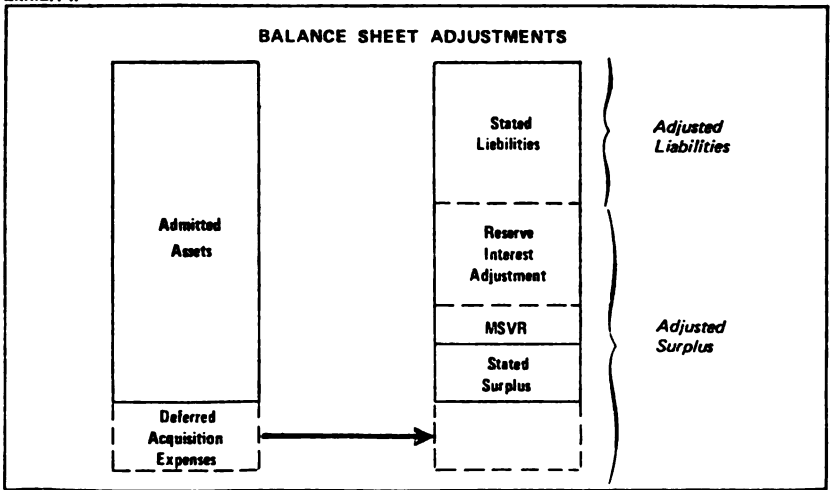 BALANCE SHEET ADJUSTMENTS
Admitted
Assets
Deferred
Acquisition
Expenses
Stated
Liebilities
Reserve
Interest
Adjustment
MSVR
Stated
Surplus
Adjusted
Liabilities
Adjusted
Surplus